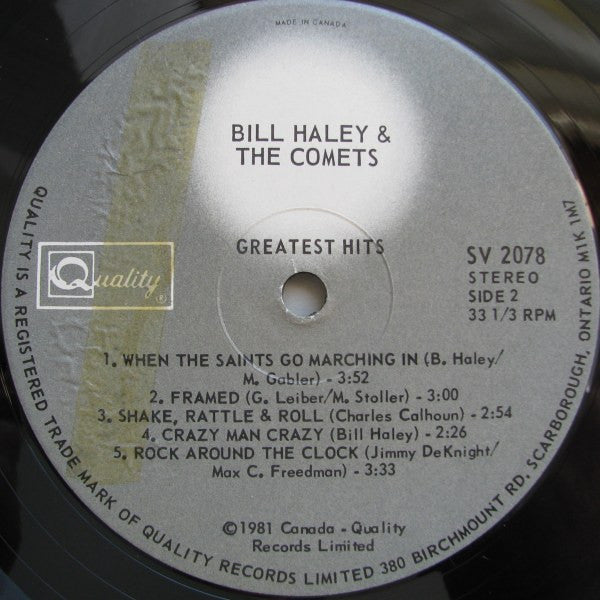 MADE IN CANADA
BILL HALEY &
THE COMETS
GREATEST HITS
Quality®
SV 2078
STEREO
SIDE 2
33 1/3 RPM
1. WHEN THE SAINTS GO MARCHING IN (B. Haley/
M. Gabler) - 3:52
2. FRAMED (G. Leiber/M. Stoller) - 3:00
3. SHAKE, RATTLE & ROLL (Charles Calhoun) - 2:54
4. CRAZY MAN CRAZY (Bill Haley) - 2:26
5. ROCK AROUND THE CLOCK (Jimmy DeKnight/
Max C. Freedman) - 3:33
©1981 Canada - Quality
Records Limited
QUALITY IS A REGISTERED TRADE MARK OF QUALITY RECORDS LIMITED 380 BIRCHMOUNT RD. SCARBOROUGH, ONTARIO M1K 1M7